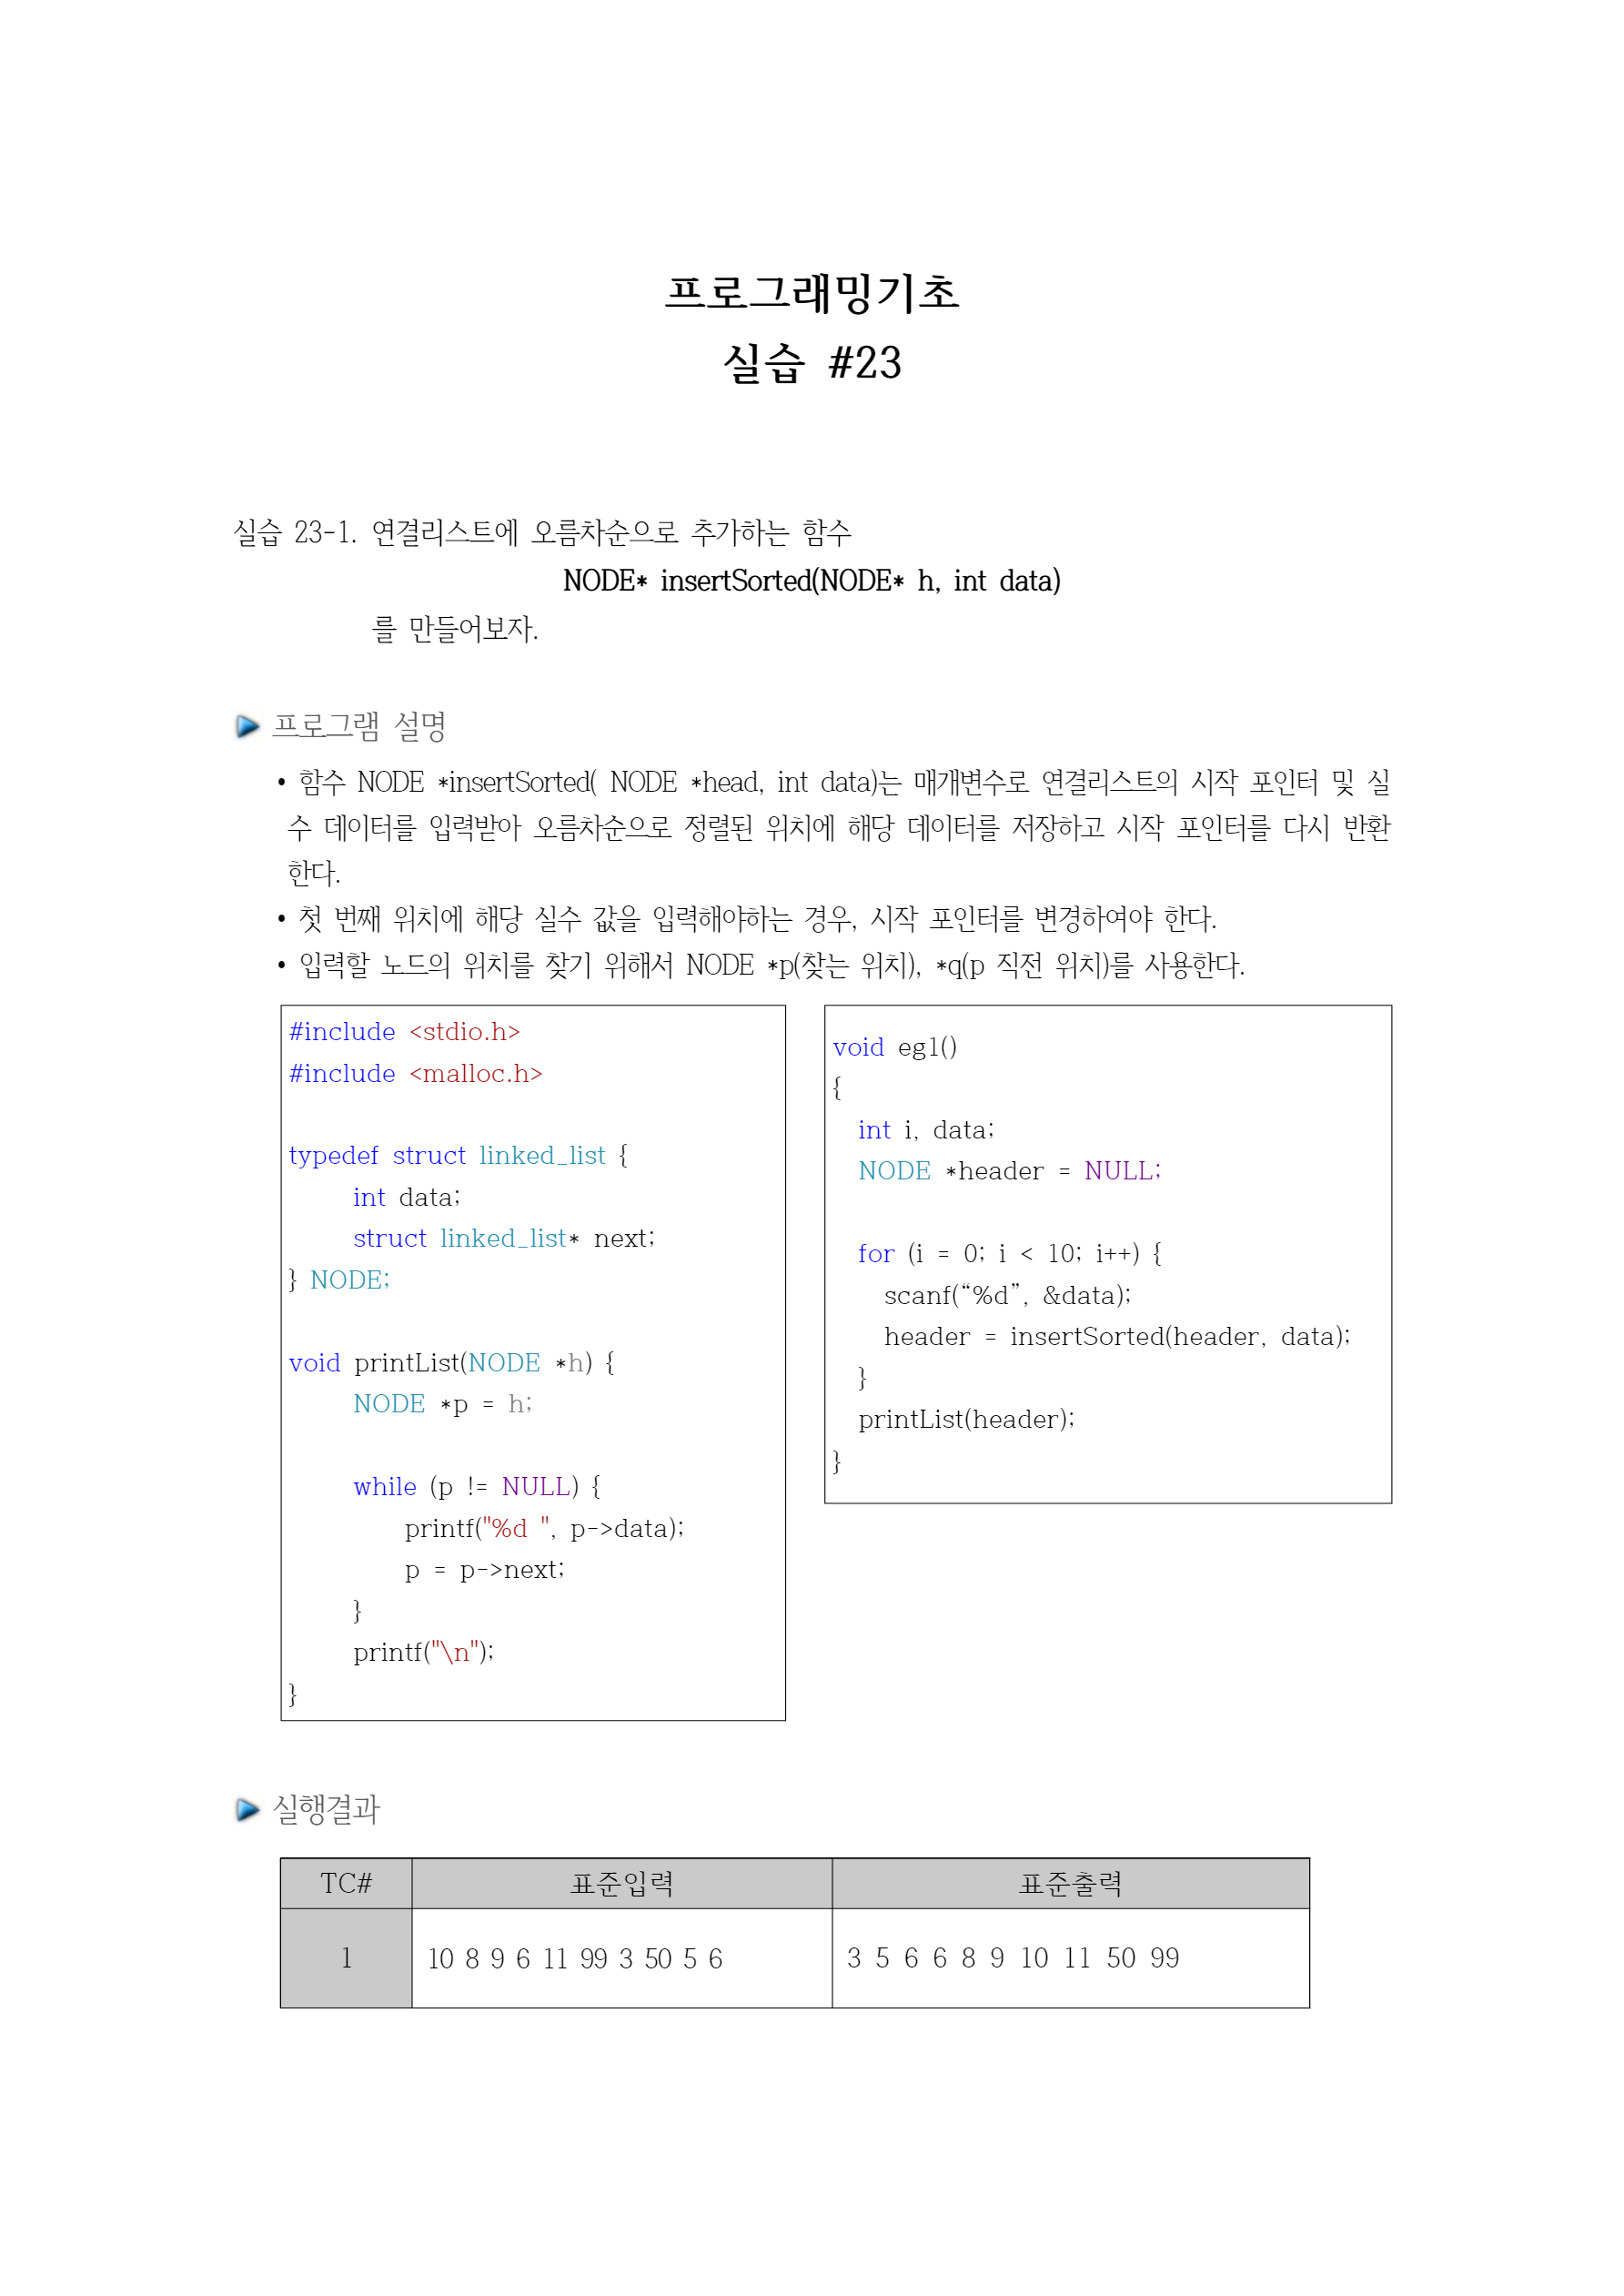 프로그래밍기초
실습 #23
실습 23-1. 연결리스트에 오름차순으로 추가하는 함수
NODE* insertSorted(NODE* h, int data)
를 만들어보자.
프로그램 설명
• 함수 NODE *insertSorted( NODE *head, int data)는 매개변수로 연결리스트의 시작 포인터 및 실
수 데이터를 입력받아 오름차순으로 정렬된 위치에 해당 데이터를 저장하고 시작 포인터를 다시 반환
한다.
• 첫 번째 위치에 해당 실수 값을 입력해야하는 경우, 시작 포인터를 변경하여야 한다.
• 입력할 노드의 위치를 찾기 위해서 NODE *p(찾는 위치), *q(p 직전 위치)를 사용한다.
#include <stdio.h>
#include <malloc.h>
typedef struct linked_list {
int data;
struct linked_list* next;
} NODE;
void printList(NODE *h) {
NODE *p = h;
while (p != NULL) {
printf("%d ", p->data);
p = p->next;
}
printf("\n");
}
void eg1()
{
int i, data;
NODE *header = NULL;
for (i = 0; i < 10; i++) {
scanf(“%d”, &data);
header = insertSorted(header, data);
}
printList(header);
}
실행결과
TC# 표준입력 표준출력
1 10 8 9 6 11 99 3 50 5 6 3 5 6 6 8 9 10 11 50 99